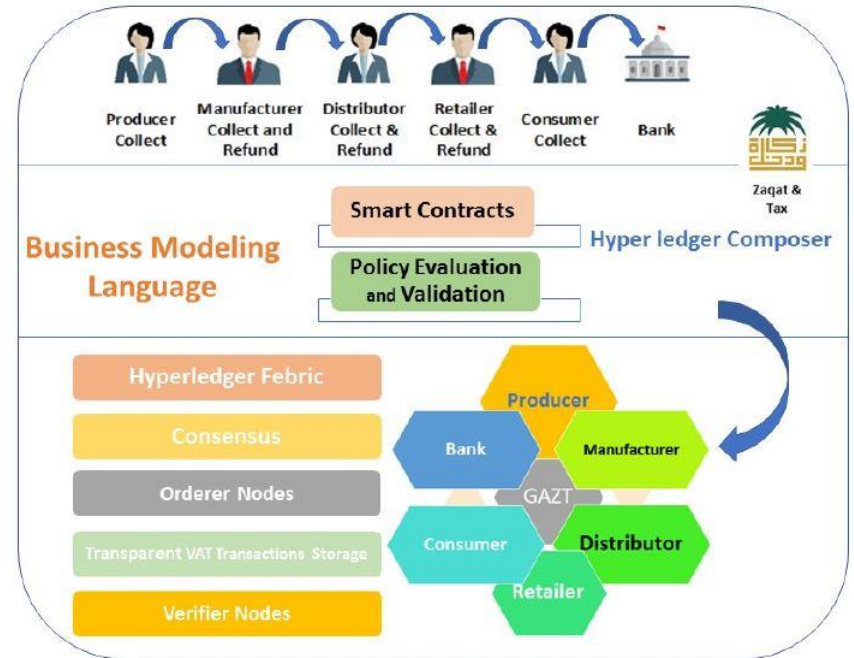 Producer
Collect
Manufacturer
Collect and
Refund
Distributor
Collect &
Refund
Retailer
Collect &
Refund
Consumer
Collect
Bank
زكاة
ودخل
Zaqat &
Tax
Business Modeling
Language
Smart Contracts
Policy Evaluation
and Validation
Hyper ledger Composer
Hyperledger Febric
Consensus
Orderer Nodes
Transparent VAT Transactions Storage
Verifier Nodes
Producer
Bank
Manufacturer
GAZT
Consumer
Distributor
Retailer